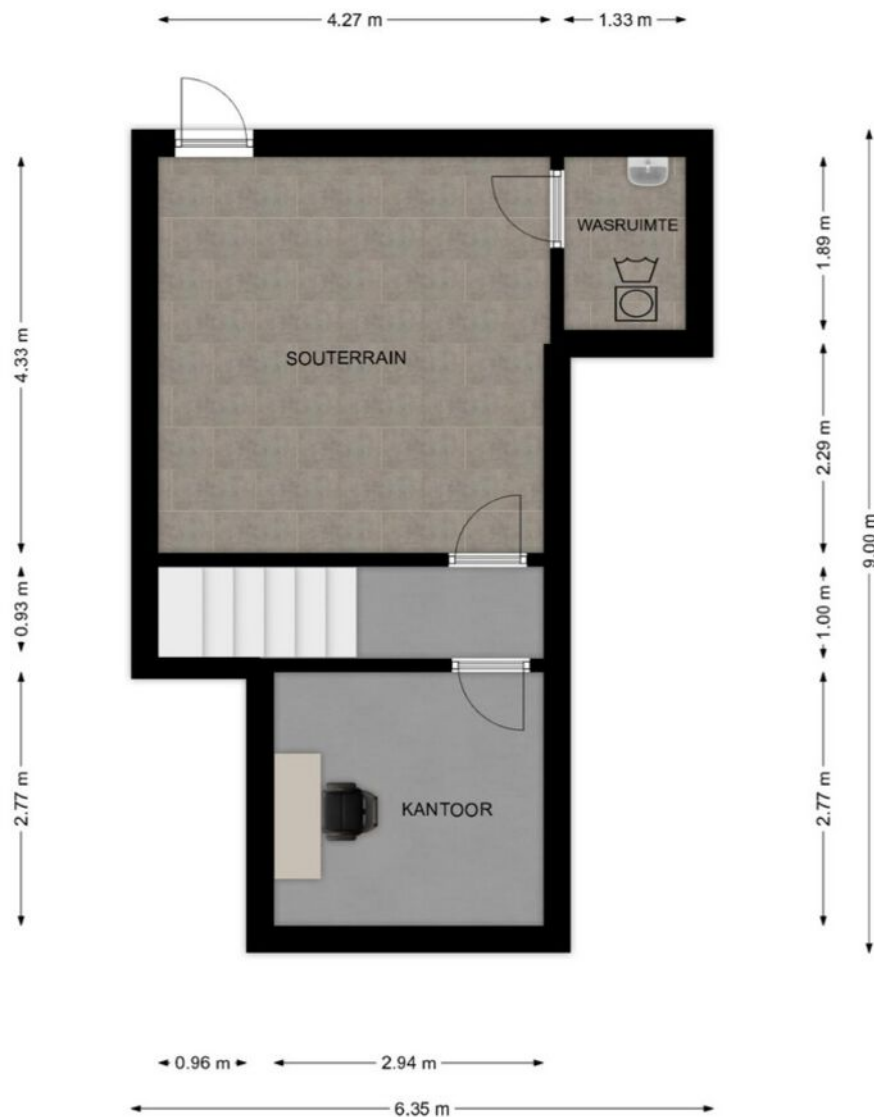 4.27 m
1.33 m
WASRUIMTE
1.89 m
4.33 m
SOUTERRAIN
2.29 m
9.00 m
0.93 m
1.00 m
2.77 m
KANTOOR
2.77 m
0.96 m
2.94 m
6.35 m